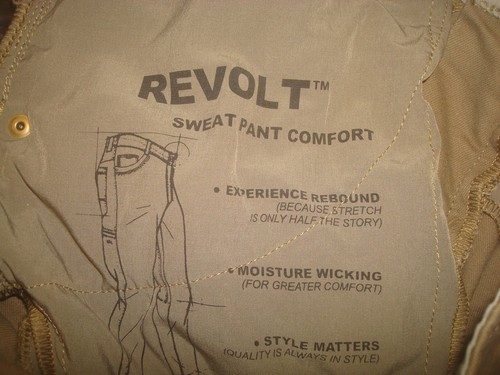 REVOLT™
SWEAT PANT COMFORT
• EXPERIENCE REBOUND
(BECAUSE STRETCH
IS ONLY HALF THE STORY)
• MOISTURE WICKING
(FOR GREATER COMFORT)
• STYLE MATTERS
(QUALITY IS ALWAYS IN STYLE)